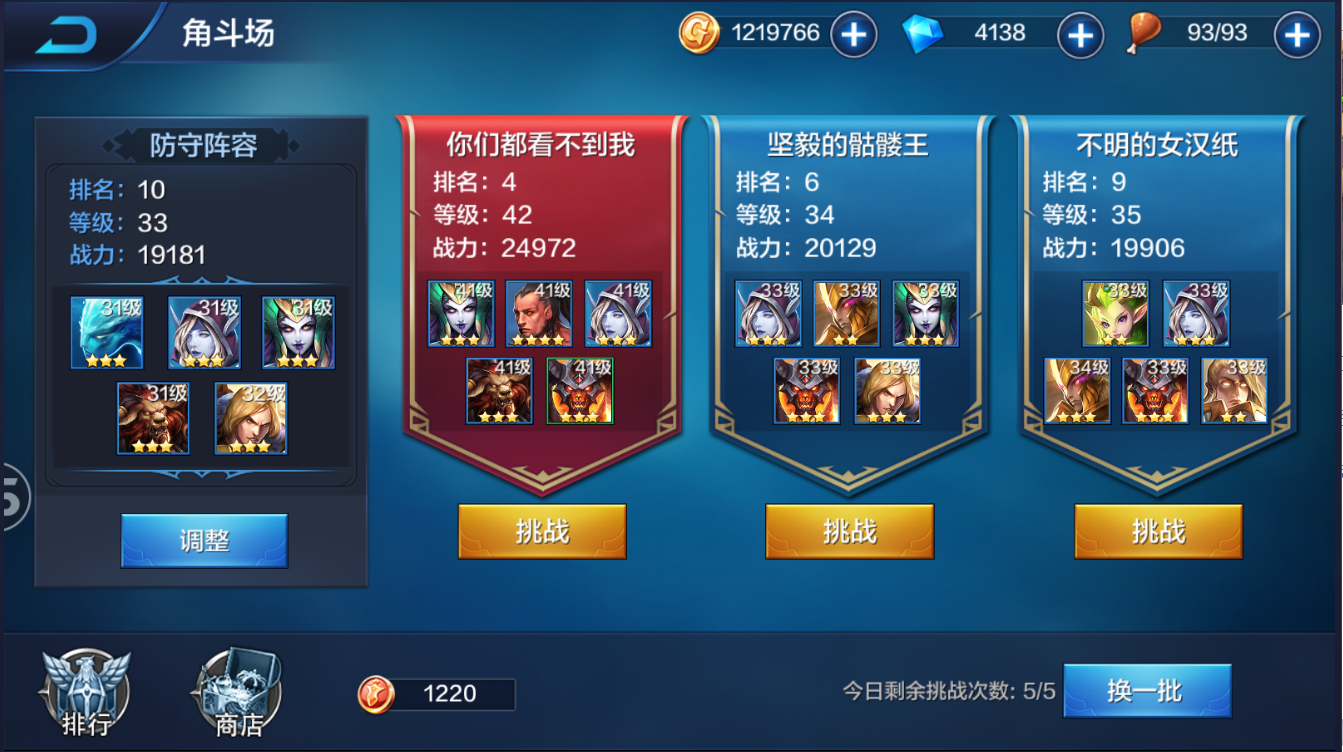 角斗场
1219766
4138
93/93
防守阵容
排名: 10
等级: 33
战力: 19181
31级
31级
31级
31级
32级
调整
你们都看不到我
排名: 4
等级: 42
战力: 24972
41级
41级
41级
41级
41级
挑战
坚毅的骷髅王
排名: 6
等级: 34
战力: 20129
33级
33级
33级
33级
33级
挑战
不明的女汉纸
排名: 9
等级: 35
战力: 19906
33级
33级
34级
33级
33级
挑战
5
排行
商店
1220
今日剩余挑战次数: 5/5
换一批